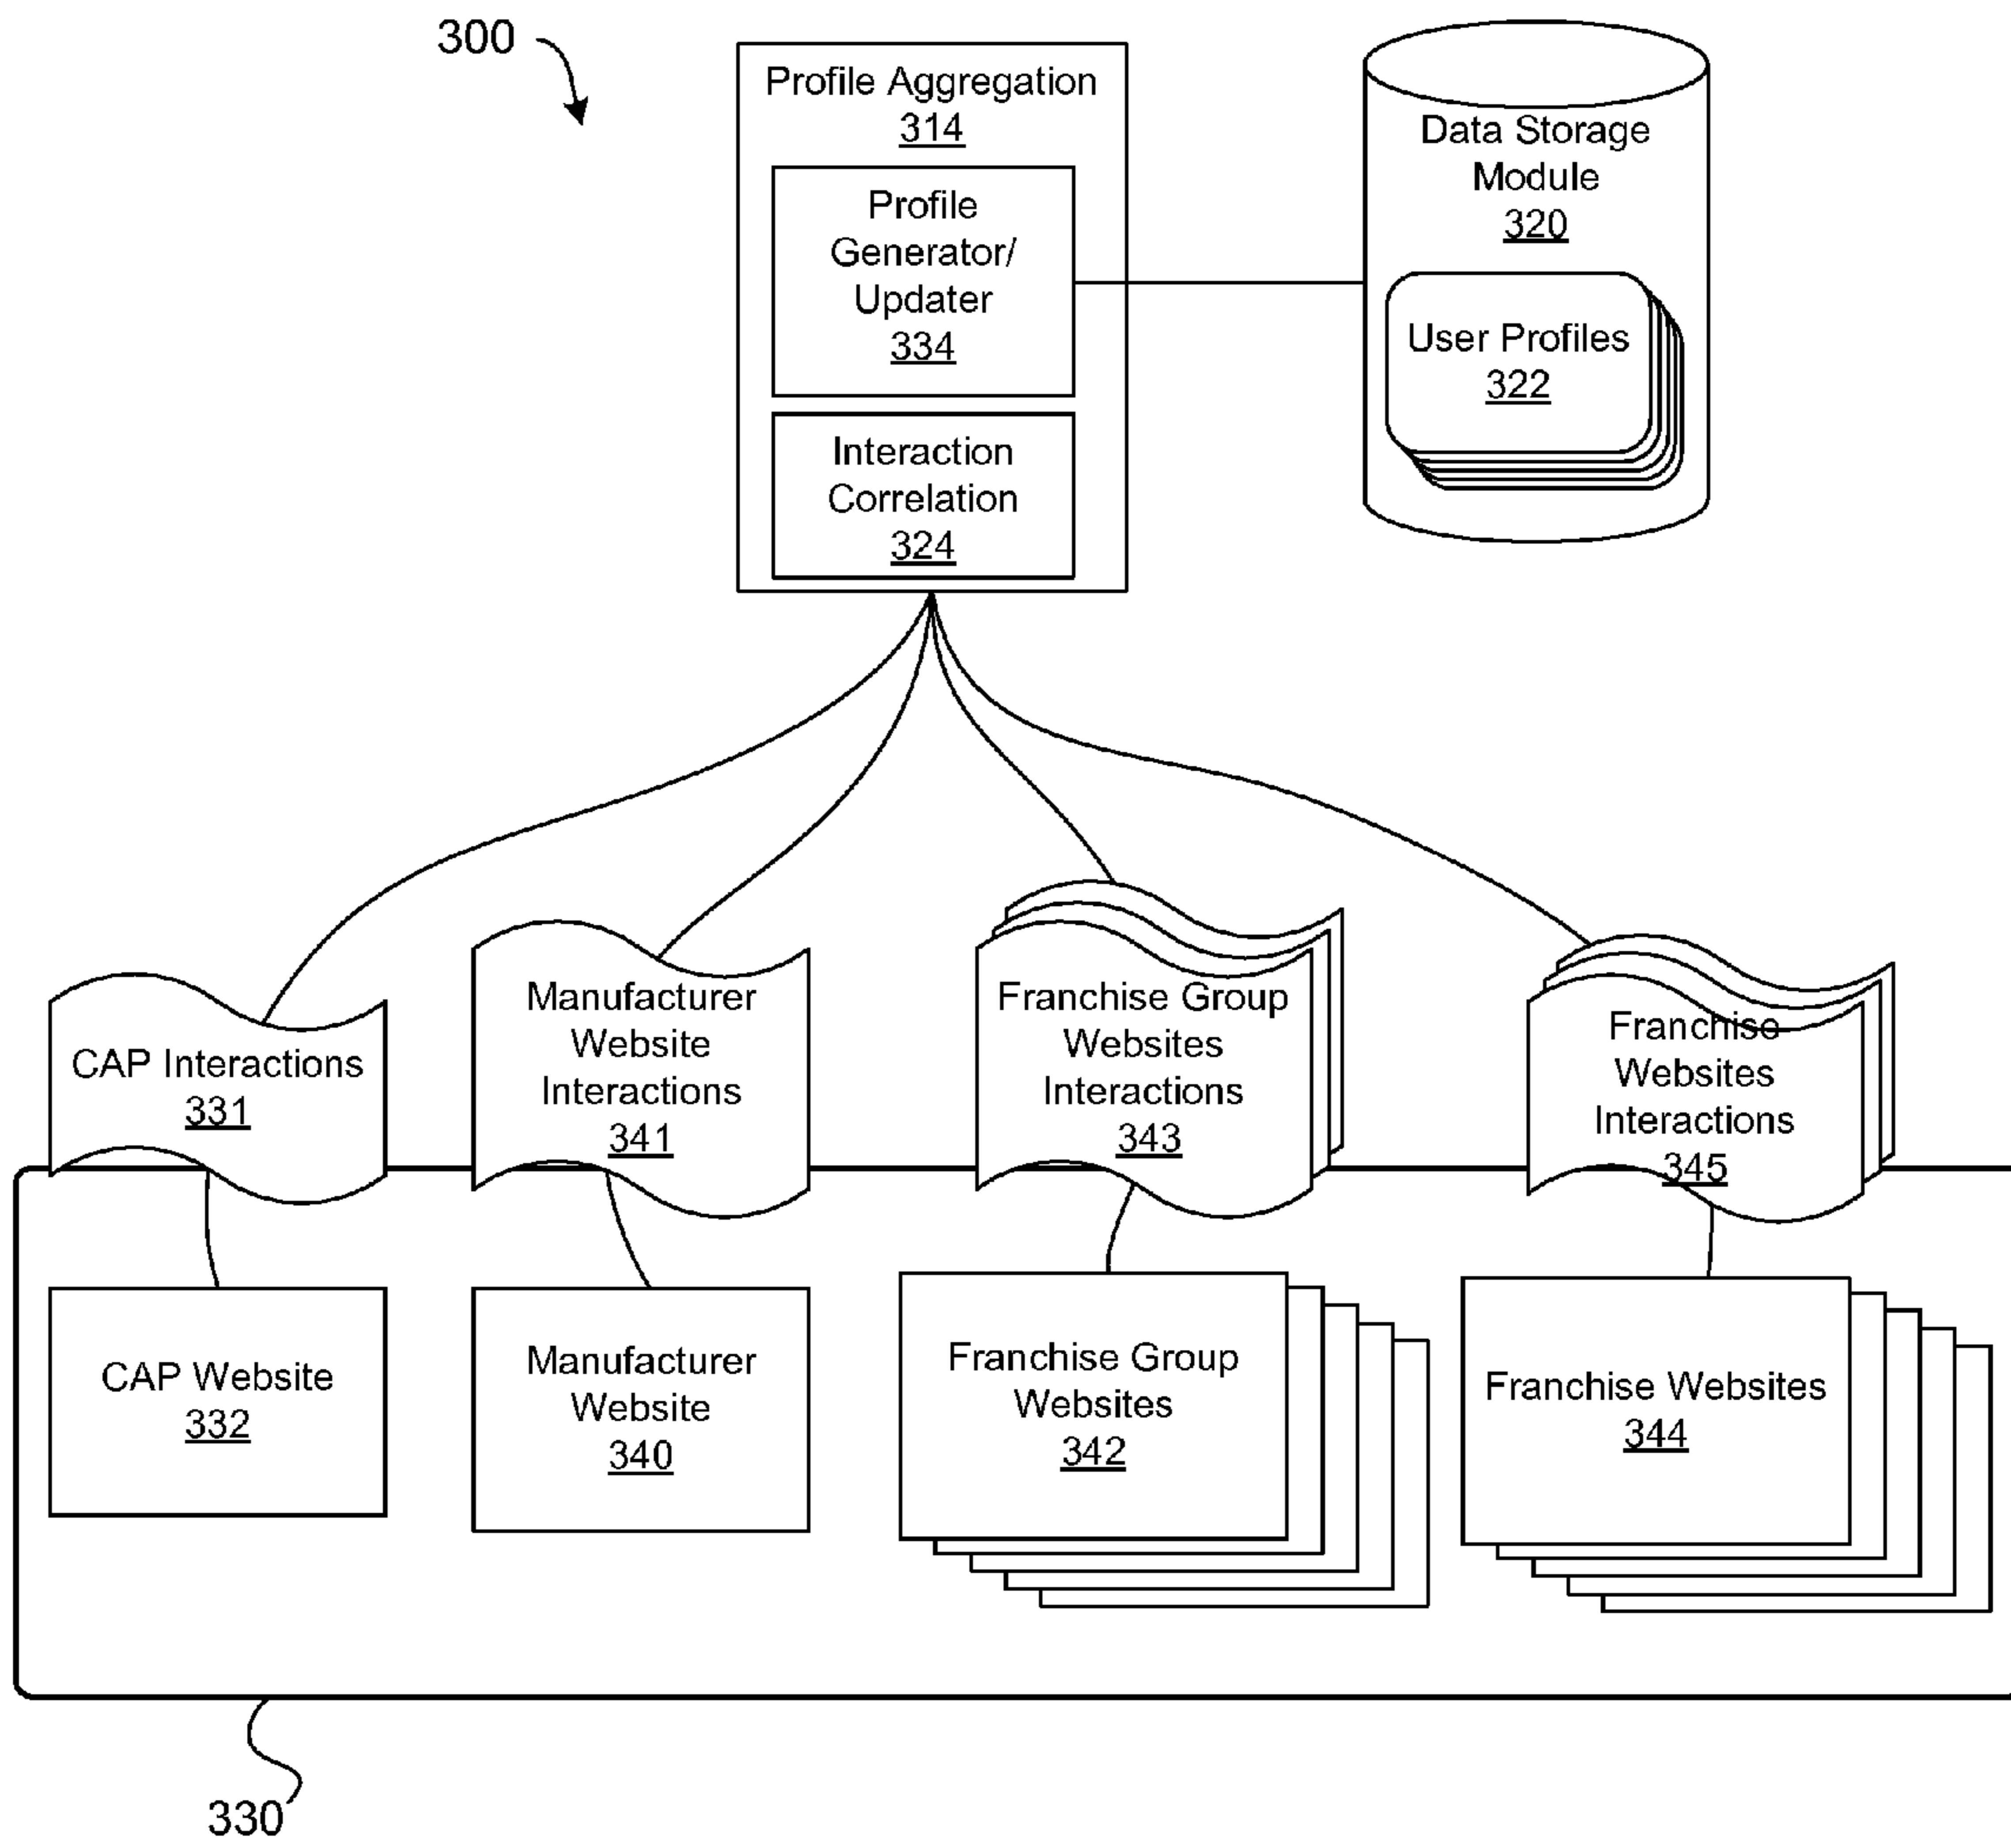 300
Profile Aggregation
314
Profile
Generator/
Updater
334
Interaction
Correlation
324
Data Storage
Module
320
User Profiles
322
CAP Interactions
331
Manufacturer
Website
Interactions
341
Franchise Group
Websites
Interactions
343
Franchise
Websites
Interactions
345
CAP Website
332
Manufacturer
Website
340
Franchise Group
Websites
342
Franchise Websites
344
330